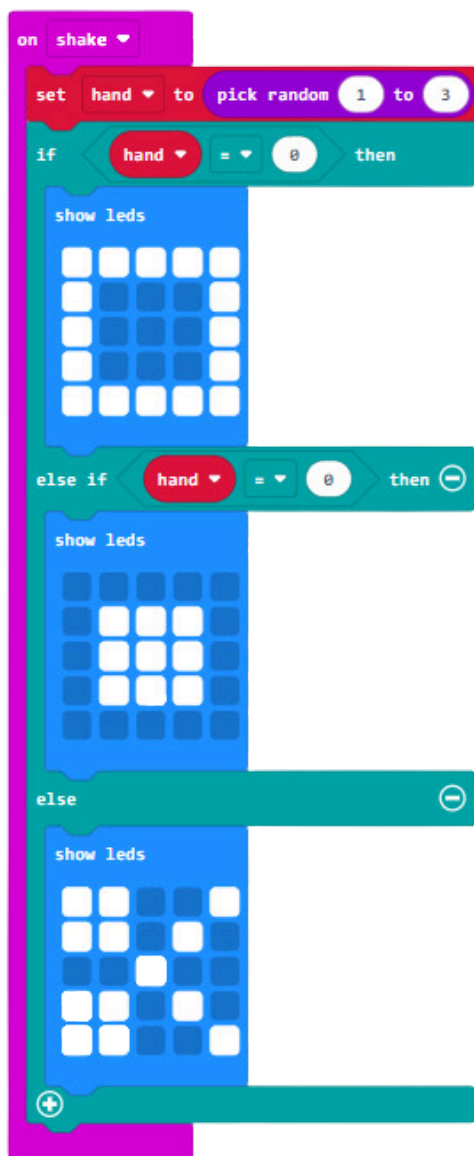 on shake
set hand to pick random 1 to 3
if hand = 0 then
show leds
else if hand = 0 then
show leds
else
show leds